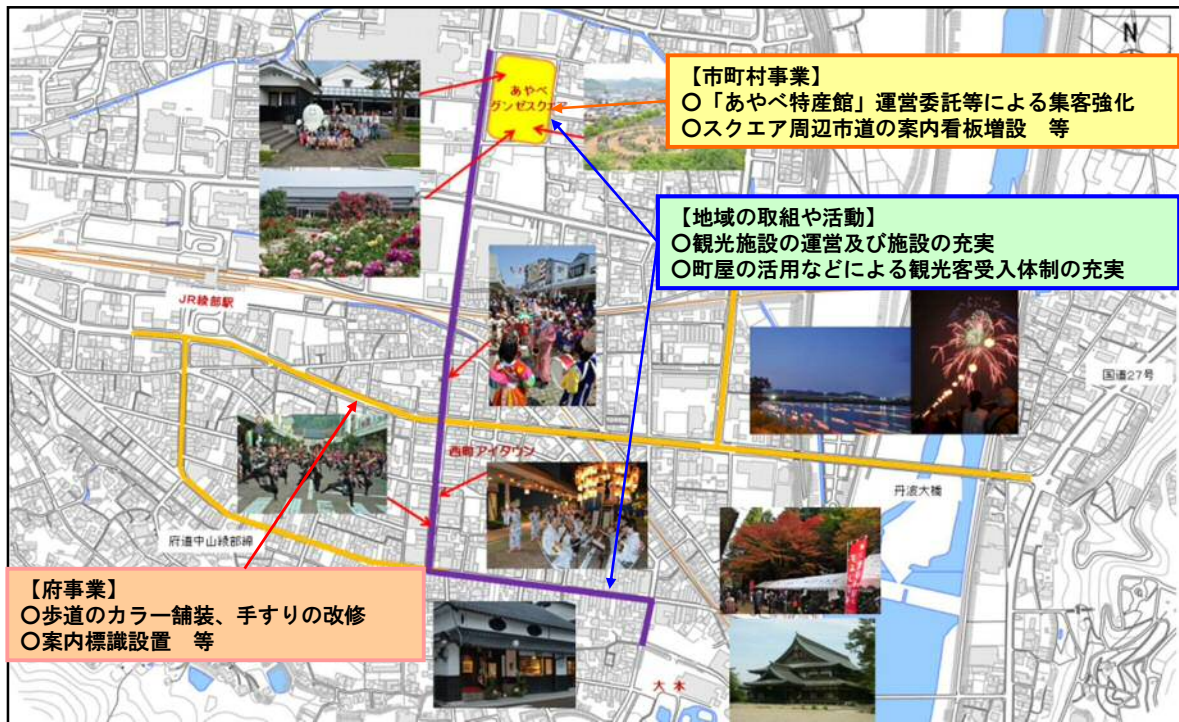 N
あやべ
グンゼスクエア
【市町村事業】
〇「あやべ特産館」運営委託等による集客強化
〇スクエア周辺市道の案内看板増設　等
【地域の取組や活動】
〇観光施設の運営及び施設の充実
〇町屋の活用などによる観光客受入体制の充実
JR綾部駅
国道27号
西町アイタウン
丹波大橋
府道中山綾部線
【府事業】
〇歩道のカラー舗装、手すりの改修
〇案内標識設置　等
大本